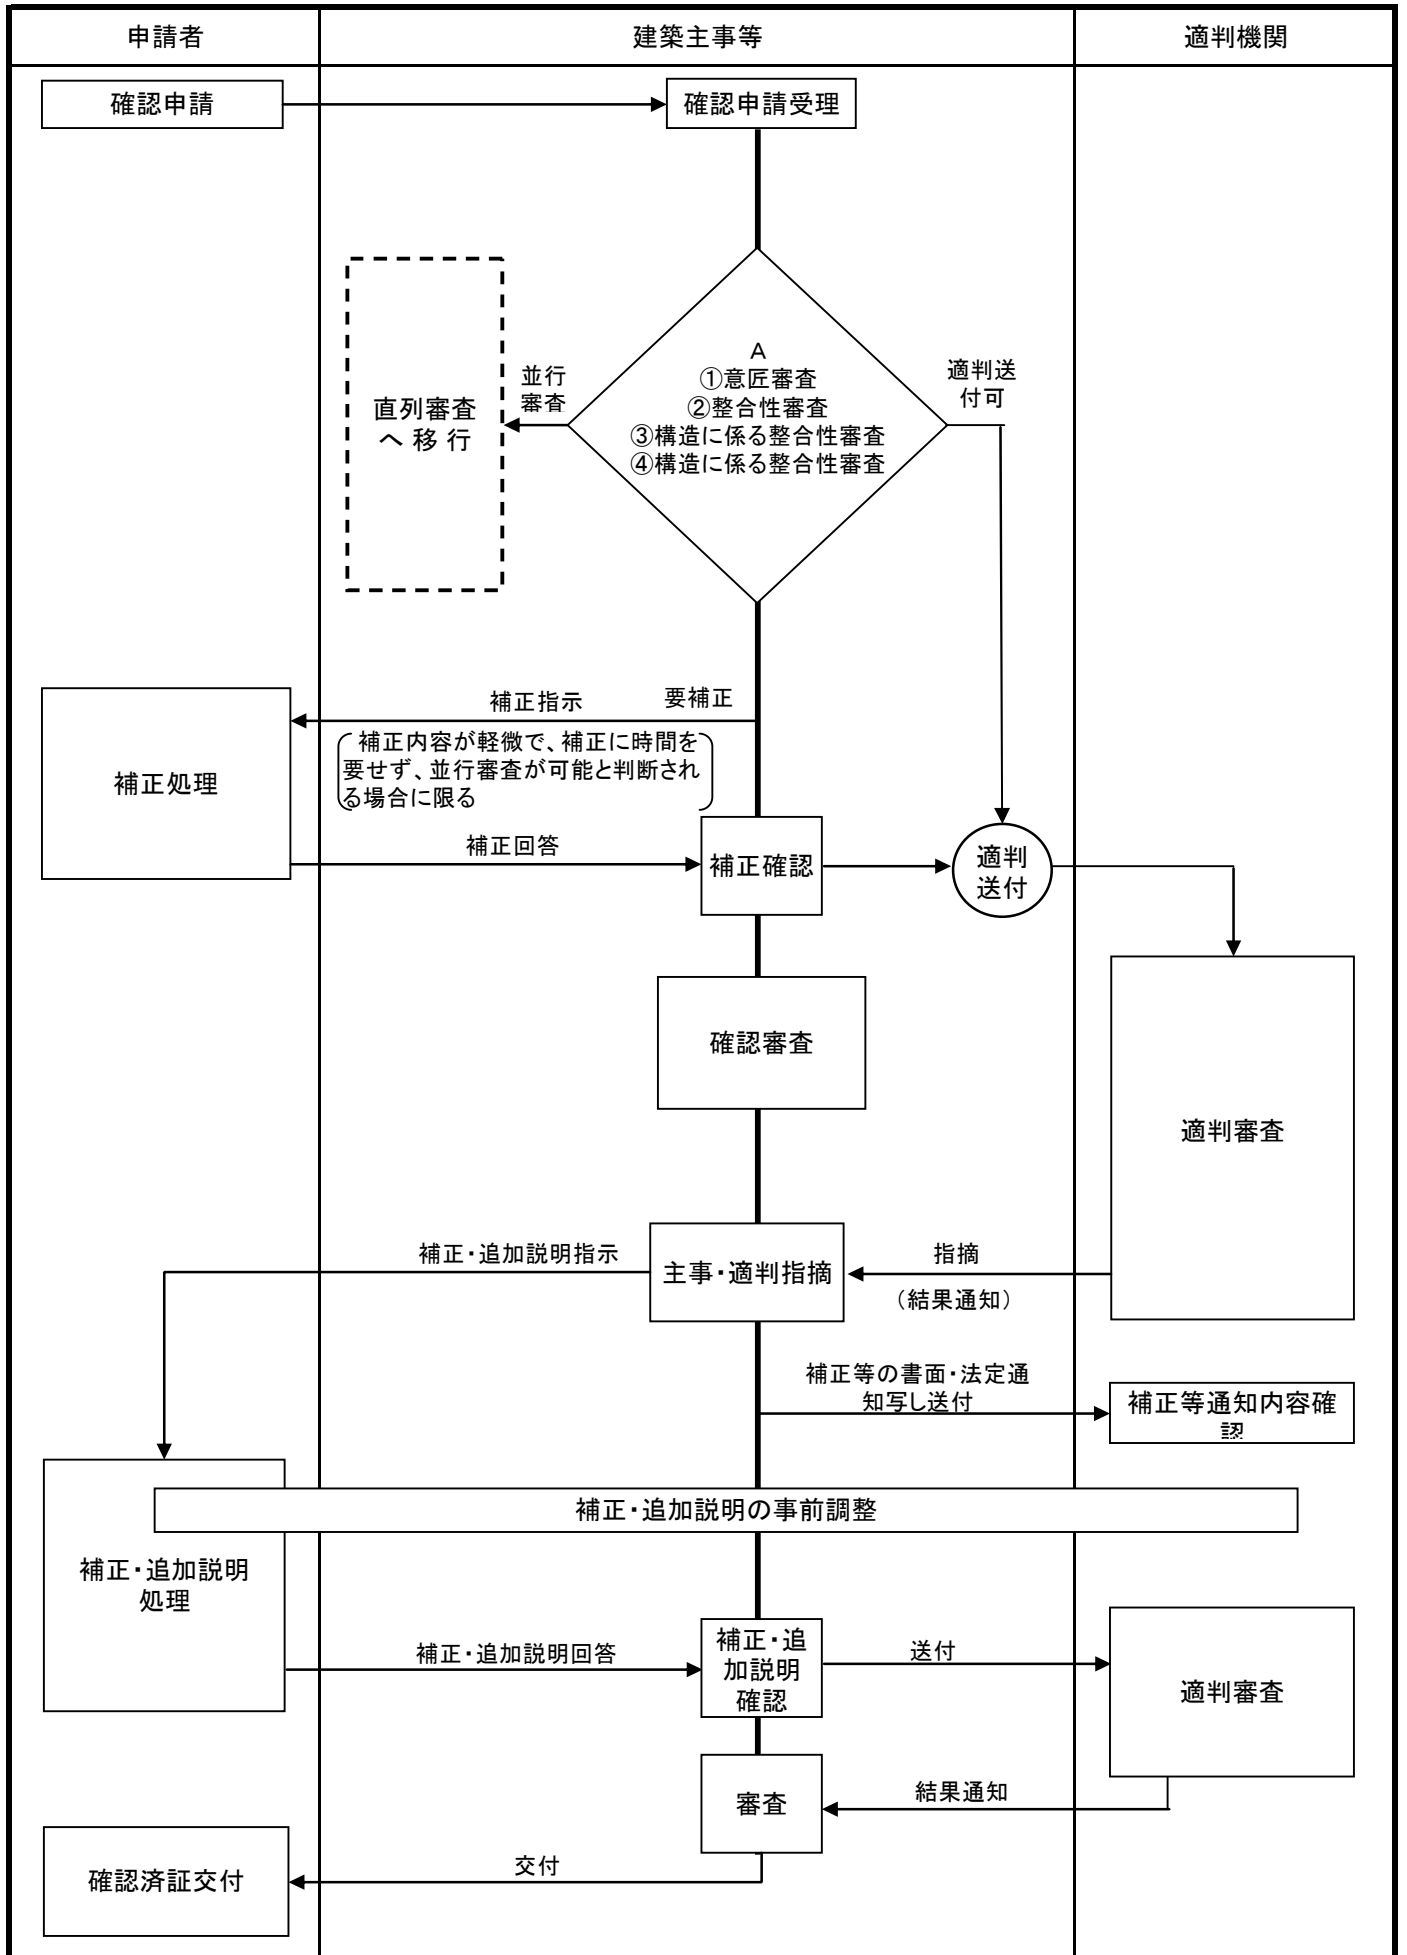 申請者
建築主事等
適判機関
確認申請
確認申請受理
A
①意匠審査
②整合性審査
③構造に係る整合性審査
④構造に係る整合性審査
並行
審査
直列審査
へ移行
適判送
付可
補正指示
要補正
補正内容が軽微で、補正に時間を
要せず、並行審査が可能と判断され
る場合に限る
補正処理
補正回答
補正確認
適判
送付
確認審査
適判審査
補正・追加説明指示
主事・適判指摘
指摘
(結果通知)
補正等の書面・法定通
知写し送付
補正等通知内容確
認
補正・追加説明の事前調整
補正・追加説明
処理
補正・追加説明回答
補正・追
加説明
確認
送付
適判審査
審査
結果通知
交付
確認済証交付